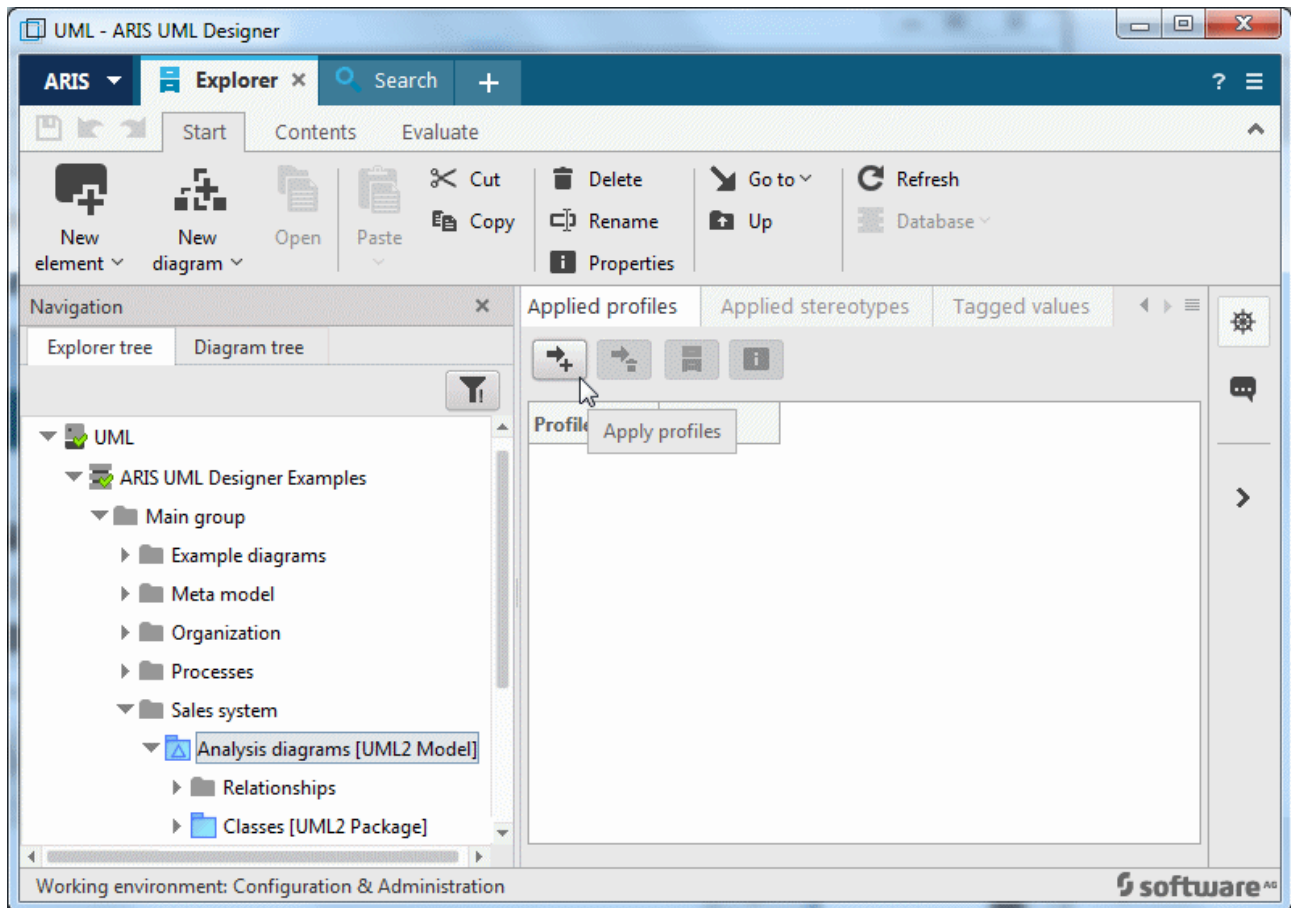 UML - ARIS UML Designer
ARIS Explorer Search
Start Contents Evaluate
New element
New diagram
Open
Paste
Cut
Copy
Delete
Rename
Properties
Go to
Up
Refresh
Database
Navigation
Explorer tree Diagram tree
UML
ARIS UML Designer Examples
Main group
Example diagrams
Meta model
Organization
Processes
Sales system
Analysis diagrams [UML2 Model]
Relationships
Classes [UML2 Package]
Applied profiles Applied stereotypes Tagged values
Apply profiles
Working environment: Configuration & Administration
software AG